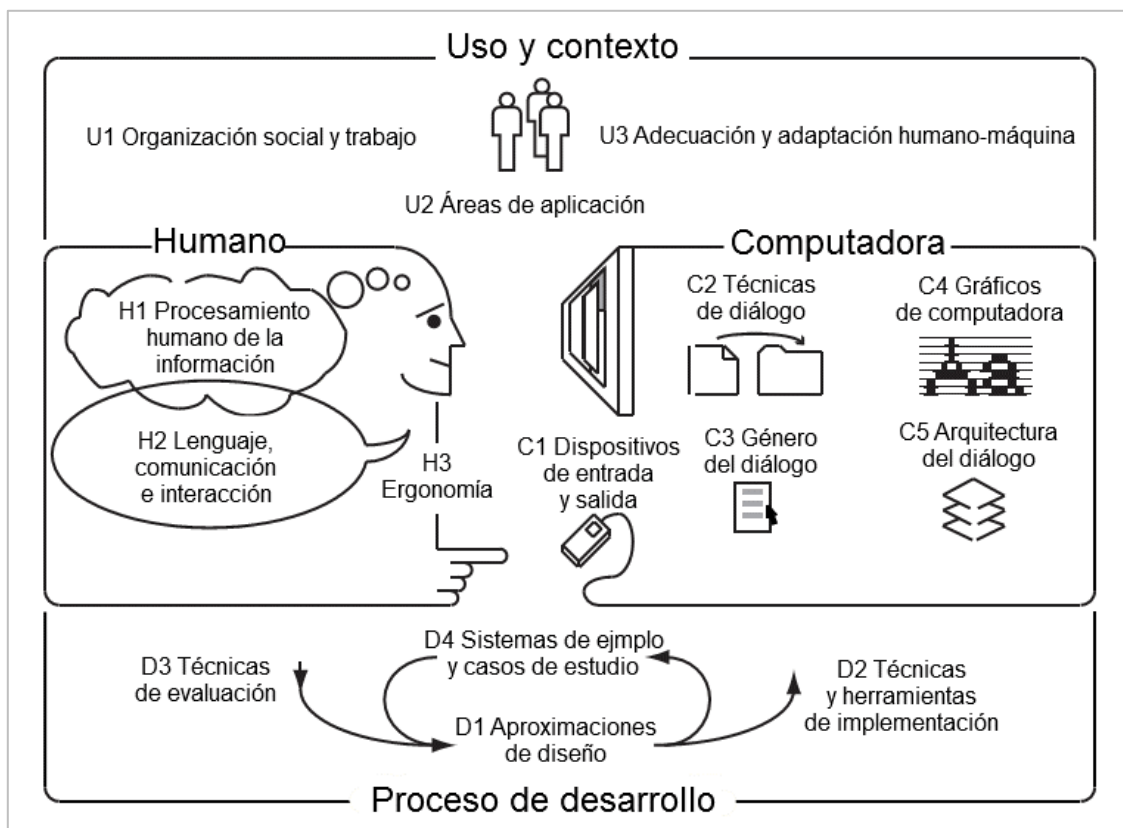 Uso y contexto
U1 Organización social y trabajo
U3 Adecuación y adaptación humano-máquina
U2 Áreas de aplicación
Humano
H1 Procesamiento
humano de la
información
H2 Lenguaje,
comunicación
e interacción
H3
Ergonomía
Computadora
C1 Dispositivos
de entrada
y salida
C2 Técnicas
de diálogo
C3 Género
del diálogo
C4 Gráficos
de computadora
Aa
C5 Arquitectura
del diálogo
D3 Técnicas
de evaluación
D4 Sistemas de ejmplo
y casos de estudio
D1 Aproximaciones
de diseño
D2 Técnicas
y herramientas
de implementación
Proceso de desarrollo